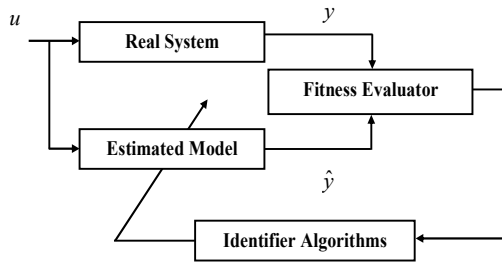 u
y
Real System
Fitness Evaluator
Estimated Model
ŷ
Identifier Algorithms